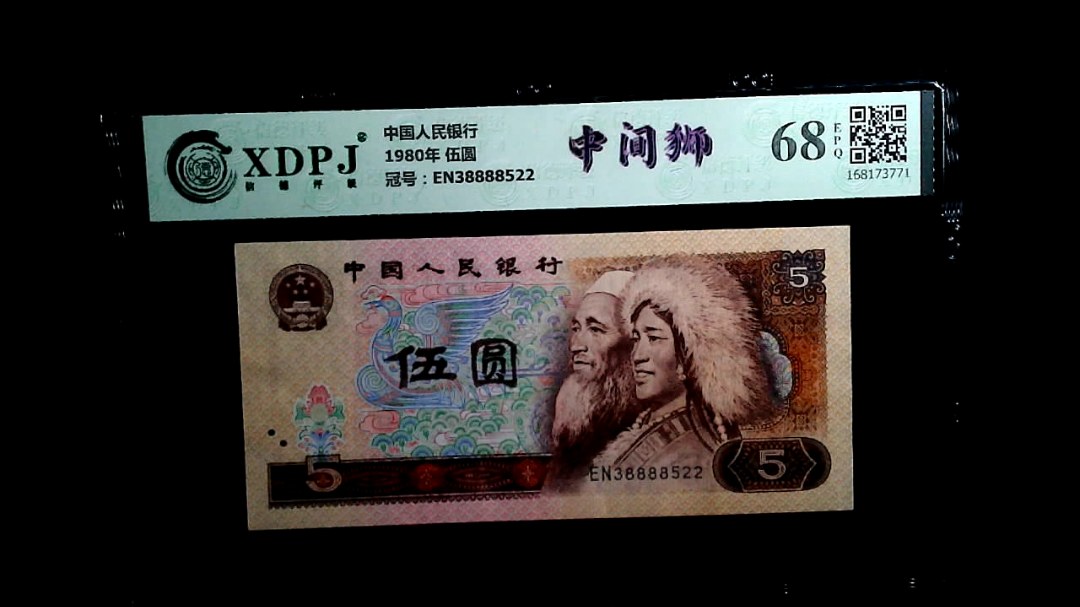 XDPJ
信德评级
中国人民银行
1980年 伍圆
冠号：EN38888522
中间狮
68
EPQ
168173771
中国人民银行
5
伍圆
5
EN38888522
5